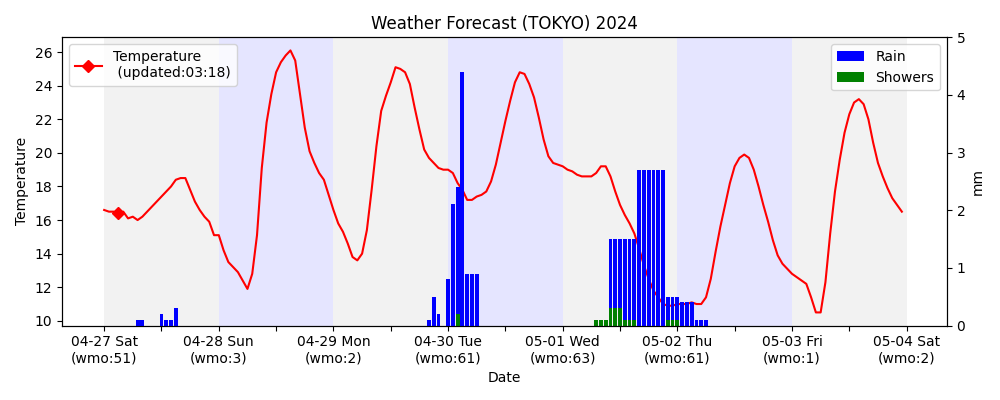 Weather Forecast (TOKYO) 2024
Temperature
(updated:03:18)
Rain
Showers
Temperature
26
24
22
20
18
16
14
12
10
5
4
3
2
1
0
mm
04-27 Sat
(wmo:51)
04-28 Sun
(wmo:3)
04-29 Mon
(wmo:2)
04-30 Tue
(wmo:61)
05-01 Wed
(wmo:63)
05-02 Thu
(wmo:61)
05-03 Fri
(wmo:1)
05-04 Sat
(wmo:2)
Date